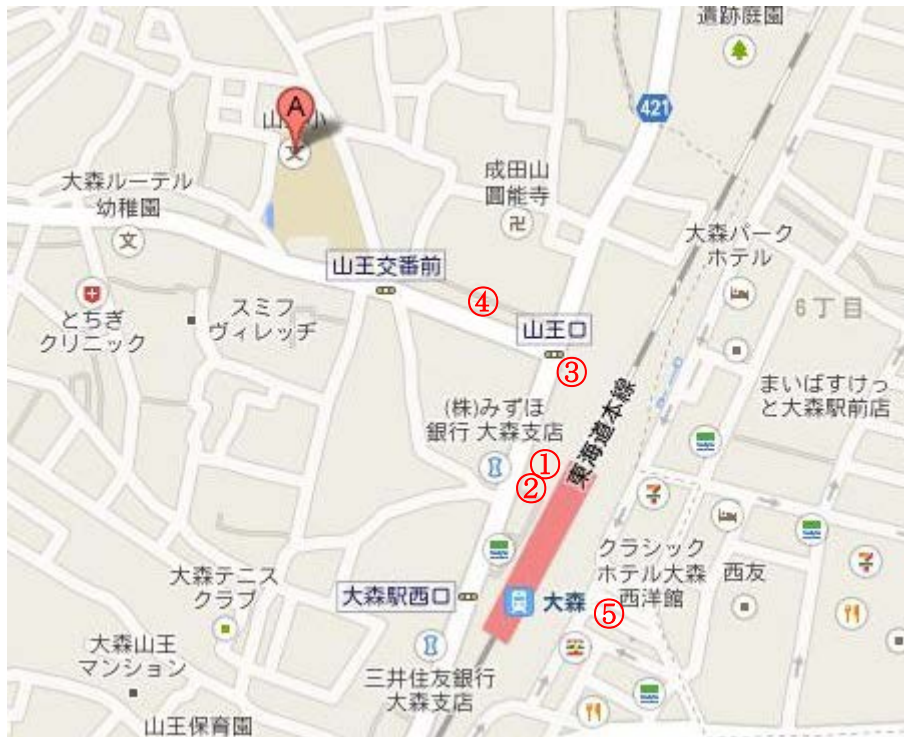 遺跡庭園
421
A
大森ルーテル
幼稚園
文
成田山
圓能寺
卍
大森パーク
ホテル
山王交番前
④
6丁目
とちぎ
クリニック
スミフ
ヴィレッヂ
山王口
③
まいばすけっ
と大森駅前店
(株)みずほ
銀行 大森支店
東海道本線
①
②
大森テニス
クラブ
大森駅西口
大森
クラシック
ホテル大森
西洋館
西友
⑤
大森山王
マンション
三井住友銀行
大森支店
山王保育園